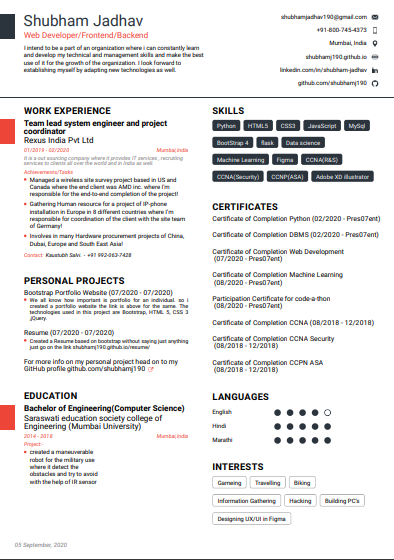 Shubham Jadhav
Web Developer/Frontend/Backend
I intend to be a part of an organization where i can constantly learn
and develop my technical and management skills and make the best
use of it for the growth of the organization. I look forward to
establishing myself by adapting new technologies as well.
shubhamjadhav190@gmail.com
+91-800-745-4373
Mumbai, India
shubhamj190.github.io
linkedin.com/in/shubham-jadhav
github.com/shubhamj190
WORK EXPERIENCE
Team lead system engineer and project
coordinator
Rexus India Pvt Ltd
01/2019 - 02/2020 Mumbai,India
It is a out sourcing company where it provides IT services , recruiting
services to clients all over the world and in India as well.
Achievements/Tasks
Managed a wireless site survey project based in US and
Canada where the end client was AMD inc. where i'm
responsible for the end-to-end completion of the project!
Gathering Human resource for a project of IP-phone
installation in Europe in 8 different countries where I'm
responsible for coordination of the client with the site team
of Germany!
Involves in many Hardware procurement projects of China,
Dubai, Europe and South East Asia!
Contact: Kaustubh Salvi. - +91 992-063-7428
PERSONAL PROJECTS
Bootstrap Portfolio Website (07/2020 - 07/2020)
We all know how important is portfolio for an individual. so i
created a portfolio website the link is above for the same. The
technologies used in this project are Bootstrap, HTML 5, CSS 3
,jQuery.
Resume (07/2020 - 07/2020)
Created a Resume based on bootstrap without saying just anything
just go on the link shubhamj190.github.io/resume/
For more info on my personal project head on to my
GitHub profile github.com/shubhamj190
EDUCATION
Bachelor of Engineering(Computer Science)
Saraswati education society college of
Engineering (Mumbai University)
2014 - 2018 Mumbai,India
Project:-
created a maneuverable
robot for the military use
where it detect the
obstacles and try to avoid
with the help of IR sensor
SKILLS
Python HTML5 CSS3 JavaScript MySql
BootStrap 4 flask Data science
Machine Learning Figma CCNA(R&S)
CCNA(Security) CCNP(ASA) Adobe XD illustrator
CERTIFICATES
Certificate of Completion Python (02/2020 - Pres07ent)
Certificate of Completion DBMS (02/2020 - Pres07ent)
Certificate of Completion Web Development
(07/2020 - Pres07ent)
Certificate of Completion Machine Learning
(08/2020 - Pres07ent)
Participation Certificate for code-a-thon
(08/2020 - Pres07ent)
Certificate of Completion CCNA (08/2018 - 12/2018)
Certificate of Completion CCNA Security
(08/2018 - 12/2018)
Certificate of Completion CCPN ASA
(08/2018 - 12/2018)
LANGUAGES
English
Hindi
Marathi
INTERESTS
Gameing Travelling Biking
Information Gathering Hacking Building PC's
Designing UX/UI in Figma
05 September, 2020